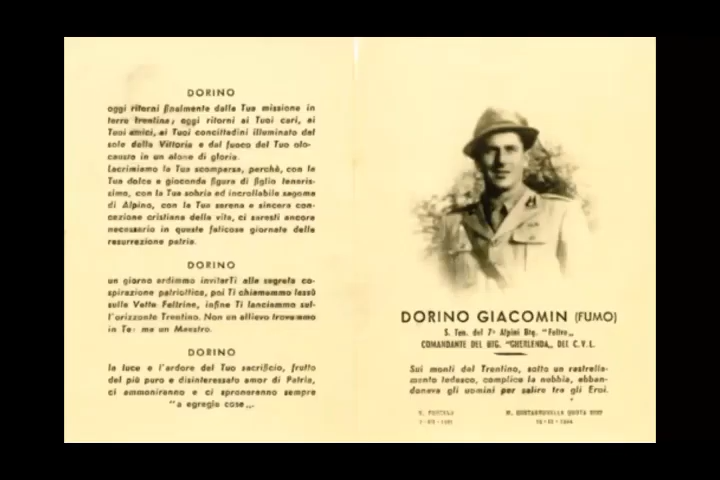 DORINO
oggi ritorni finalmente dalla Tua missione in
terra trentina; oggi ritorni ai Tuoi cari, ai
Tuoi amici, ai Tuoi concittadini illuminato dal
sole della Vittoria e dal fuoco del Tuo olo-
causto in un alone di gloria.
Lacrimiamo la Tua scomparsa, perchè, con la
Tua dolce e gioconda figura di figlio teneris-
simo, con la Tua sobria ed incrollabile sagoma
di Alpino, con la Tua serena e sincera con-
cezione cristiana della vita, ci saresti ancora
necessario in queste faticose giornate della
resurrezione patria.
DORINO
un giorno ardimmo invitarTi alla segreta co-
spirazione patriottica, poi Ti chiamammo lassù
sulle Vette Feltrine, infine Ti lanciammo sul-
l'orizzonte Trentino. Non un allievo trovammo
in Te: ma un Maestro.
DORINO
la luce e l'ardore del Tuo sacrificio, frutto
del più puro e disinteressato amor di Patria,
ci ammoniranno e ci sproneranno sempre
"a egregie cose„.
DORINO GIACOMIN (FUMO)
S. Ten. del 7° Alpini Btg. "Feltre„
COMANDANTE DEL BTG. "GHERLENDA„ DEL C.V.L.
Sui monti del Trentino, sotto un rastrella-
mento tedesco, complice la nebbia, abban-
donava gli uomini per salire tra gli Eroi.
M. COSTABRUNELLA QUOTA